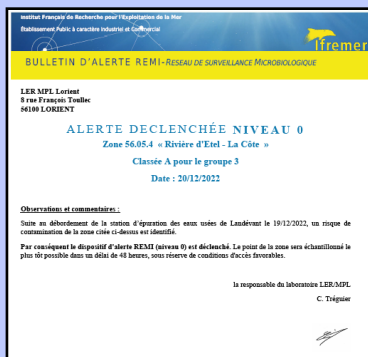 Institut Français de Recherche pour l'Exploitation de la Mer
Etablissement Public à caractère Industriel et Commercial
Ifremer
BULLETIN D'ALERTE REMI-RESEAU DE SURVEILLANCE MICROBIOLOGIQUE
LER MPL Lorient
8 rue François Toullec
56100 LORIENT
ALERTE DECLENCHÉE NIVEAU 0
Zone 56.05.4 « Rivière d'Etel - La Côte »
Classée A pour le groupe 3
Date : 20/12/2022
Observations et commentaires :
Suite au débordement de la station d'épuration des eaux usées de Landévant le 19/12/2022, un risque de
contamination de la zone citée ci-dessus est identifié.
Par conséquent le dispositif d'alerte REMI (niveau 0) est déclenché. Le point de la zone sera échantillonné le
plus tôt possible dans un délai de 48 heures, sous réserve de conditions d'accès favorables.
la responsable du laboratoire LER/MPL
C. Tréguier